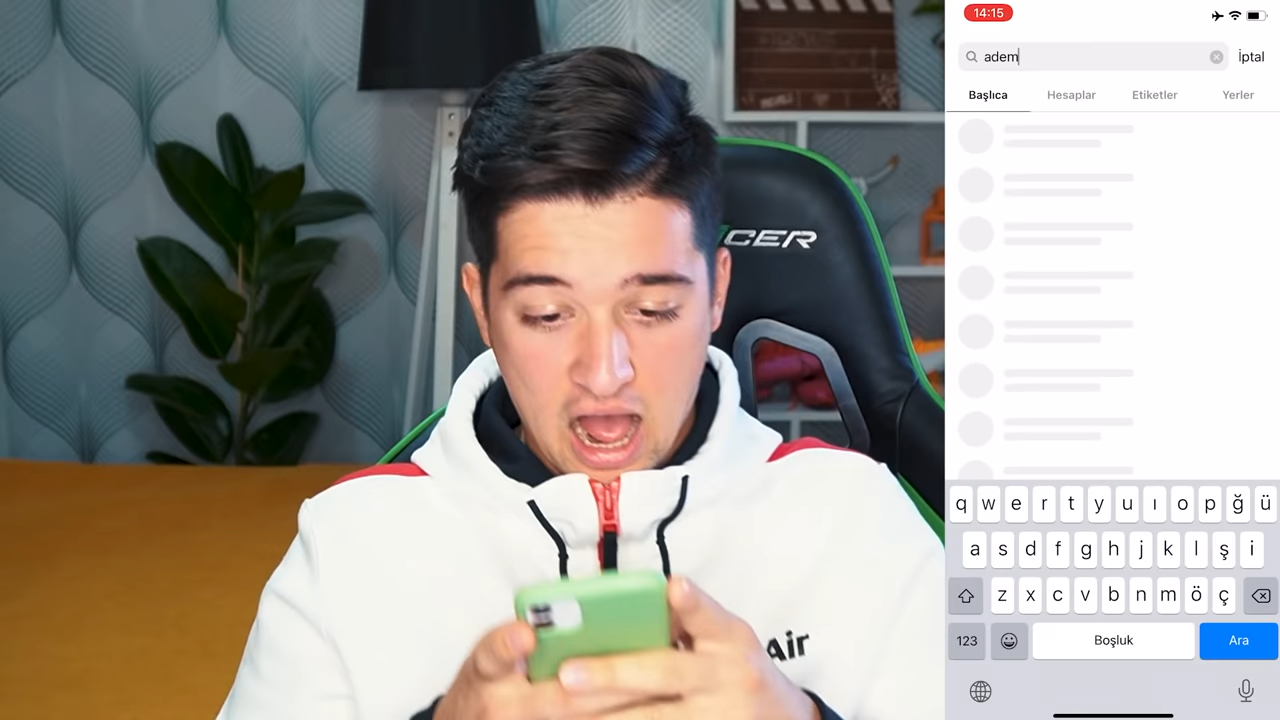 14:15
adem
İptal
Başlıca Hesaplar Etiketler Yerler
CER
Air
q w e r t y u ı o p ğ ü
a s d f g h j k l ş i
z x c v b n m ö ç
123 Boşluk Ara